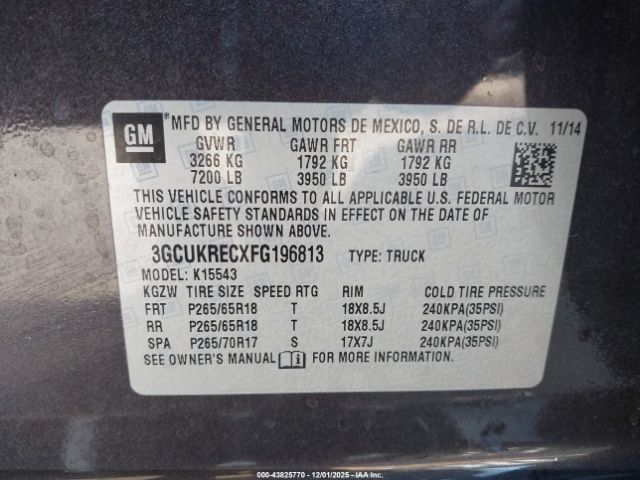 GM
MFD BY GENERAL MOTORS DE MEXICO, S. DE R.L. DE C.V. 11/14
GVWR GAWR FRT GAWR RR
3266 KG 1792 KG 1792 KG
7200 LB 3950 LB 3950 LB
THIS VEHICLE CONFORMS TO ALL APPLICABLE U.S. FEDERAL MOTOR
VEHICLE SAFETY STANDARDS IN EFFECT ON THE DATE OF
MANUFACTURE SHOWN ABOVE.
3GCUKRECXFG196813 TYPE: TRUCK
MODEL: K15543
KGZW TIRE SIZE SPEED RTG RIM COLD TIRE PRESSURE
FRT P265/65R18 T 18X8.5J 240KPA(35PSI)
RR P265/65R18 T 18X8.5J 240KPA(35PSI)
SPA P265/70R17 S 17X7J 240KPA(35PSI)
SEE OWNER'S MANUAL FOR MORE INFORMATION
00-43825770 - 12/01/2025 - IAA, Inc.